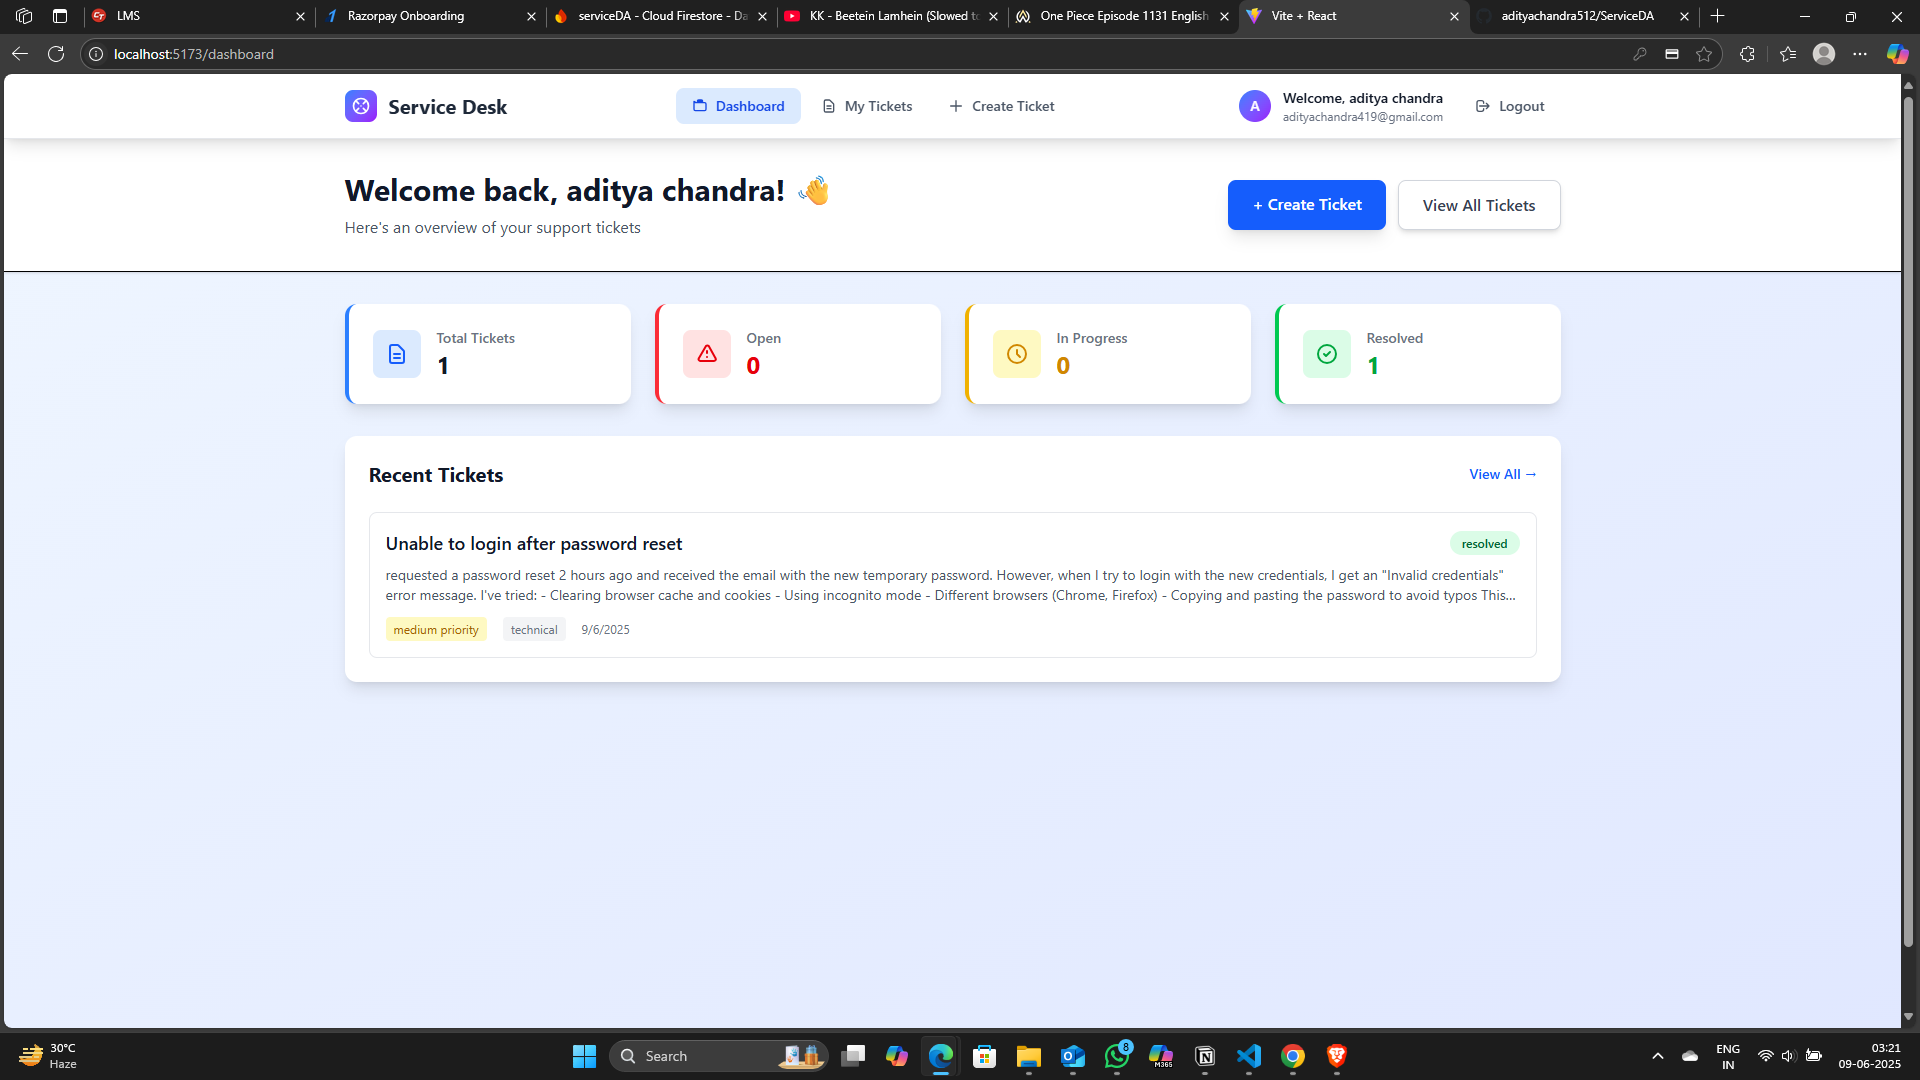 LMS
Razorpay Onboarding
serviceDA - Cloud Firestore - Da
KK - Beetein Lamhein (Slowed to
One Piece Episode 1131 English
Vite + React
adityachandra512/ServiceDA
localhost:5173/dashboard
Service Desk
Dashboard
My Tickets
Create Ticket
A
Welcome, aditya chandra
adityachandra419@gmail.com
Logout
Welcome back, aditya chandra! 👋
Here's an overview of your support tickets
+ Create Ticket
View All Tickets
Total Tickets
1
Open
0
In Progress
0
Resolved
1
Recent Tickets
View All →
Unable to login after password reset
resolved
requested a password reset 2 hours ago and received the email with the new temporary password. However, when I try to login with the new credentials, I get an "Invalid credentials"
error message. I've tried: - Clearing browser cache and cookies - Using incognito mode - Different browsers (Chrome, Firefox) - Copying and pasting the password to avoid typos This...
medium priority
technical
9/6/2025
30°C
Haze
Search
8
M365
ENG
IN
03:21
09-06-2025